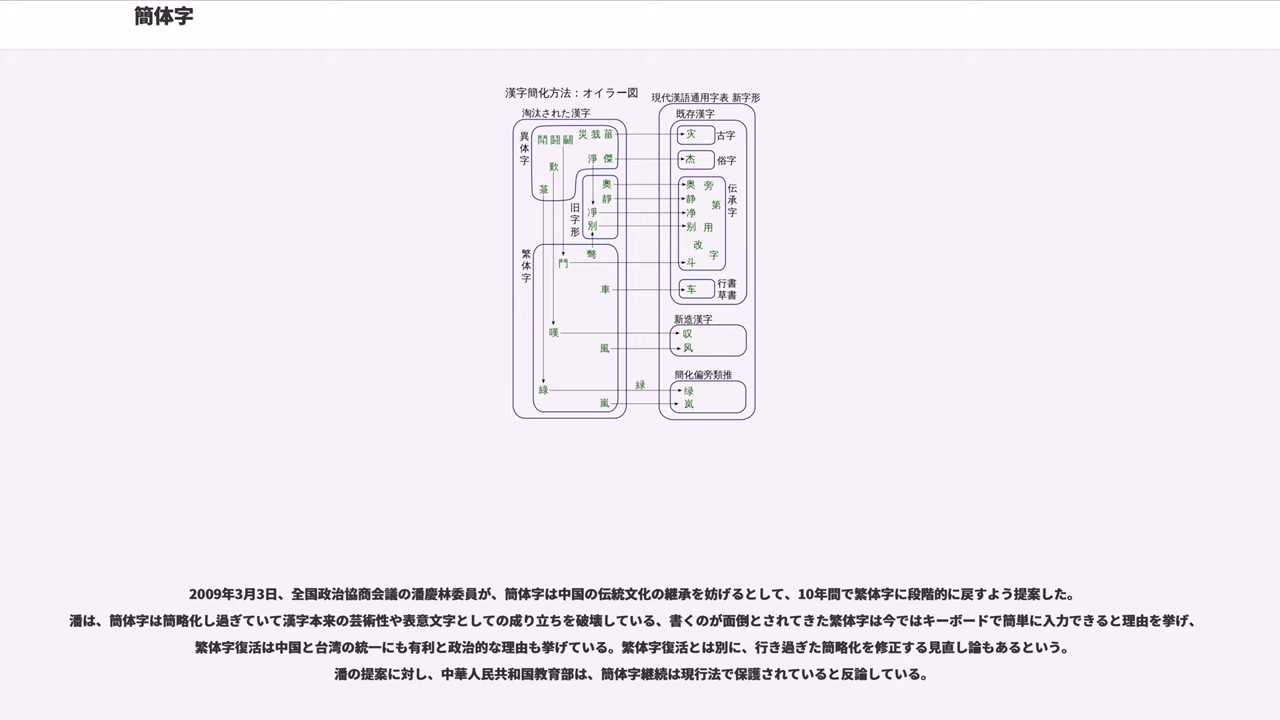 簡体字
漢字簡化方法：オイラー図
現代漢語通用字表 新字形
淘汰された漢字
既存漢字
異体字
災 烖 菑
灾
古字
淨 傑
杰
俗字
歎
菉
奧
奥 旁
伝承字
靜
静
第
旧字形
凈
净
別
别 用
改
字
繁体字
鬥
斗
車
车
行書
草書
新造漢字
嘆
叹
風
风
簡化偏旁類推
綠
緑
绿
嵐
岚
2009年3月3日、全国政治協商会議の潘慶林委員が、簡体字は中国の伝統文化の継承を妨げるとして、10年間で繁体字に段階的に戻すよう提案した。
潘は、簡体字は簡略化し過ぎていて漢字本来の芸術性や表意文字としての成り立ちを破壊している、書くのが面倒とされてきた繁体字は今ではキーボードで簡単に入力できると理由を挙げ、
繁体字復活は中国と台湾の統一にも有利と政治的な理由も挙げている。繁体字復活とは別に、行き過ぎた簡略化を修正する見直し論もあるという。
潘の提案に対し、中華人民共和国教育部は、簡体字継続は現行法で保護されていると反論している。